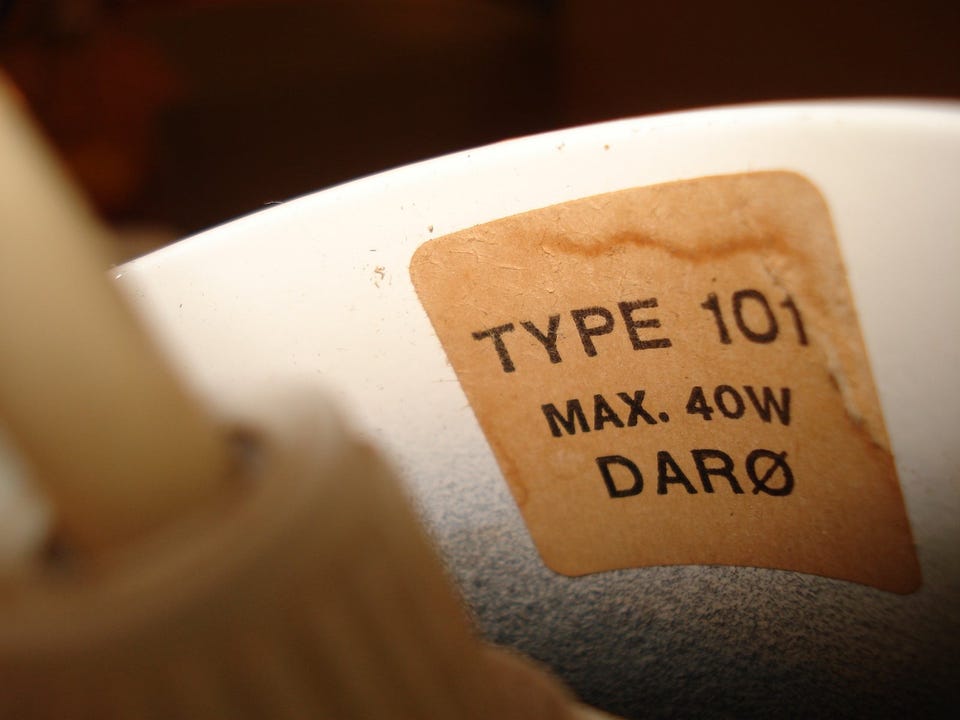 TYPE 101
MAX. 40W
DARØ